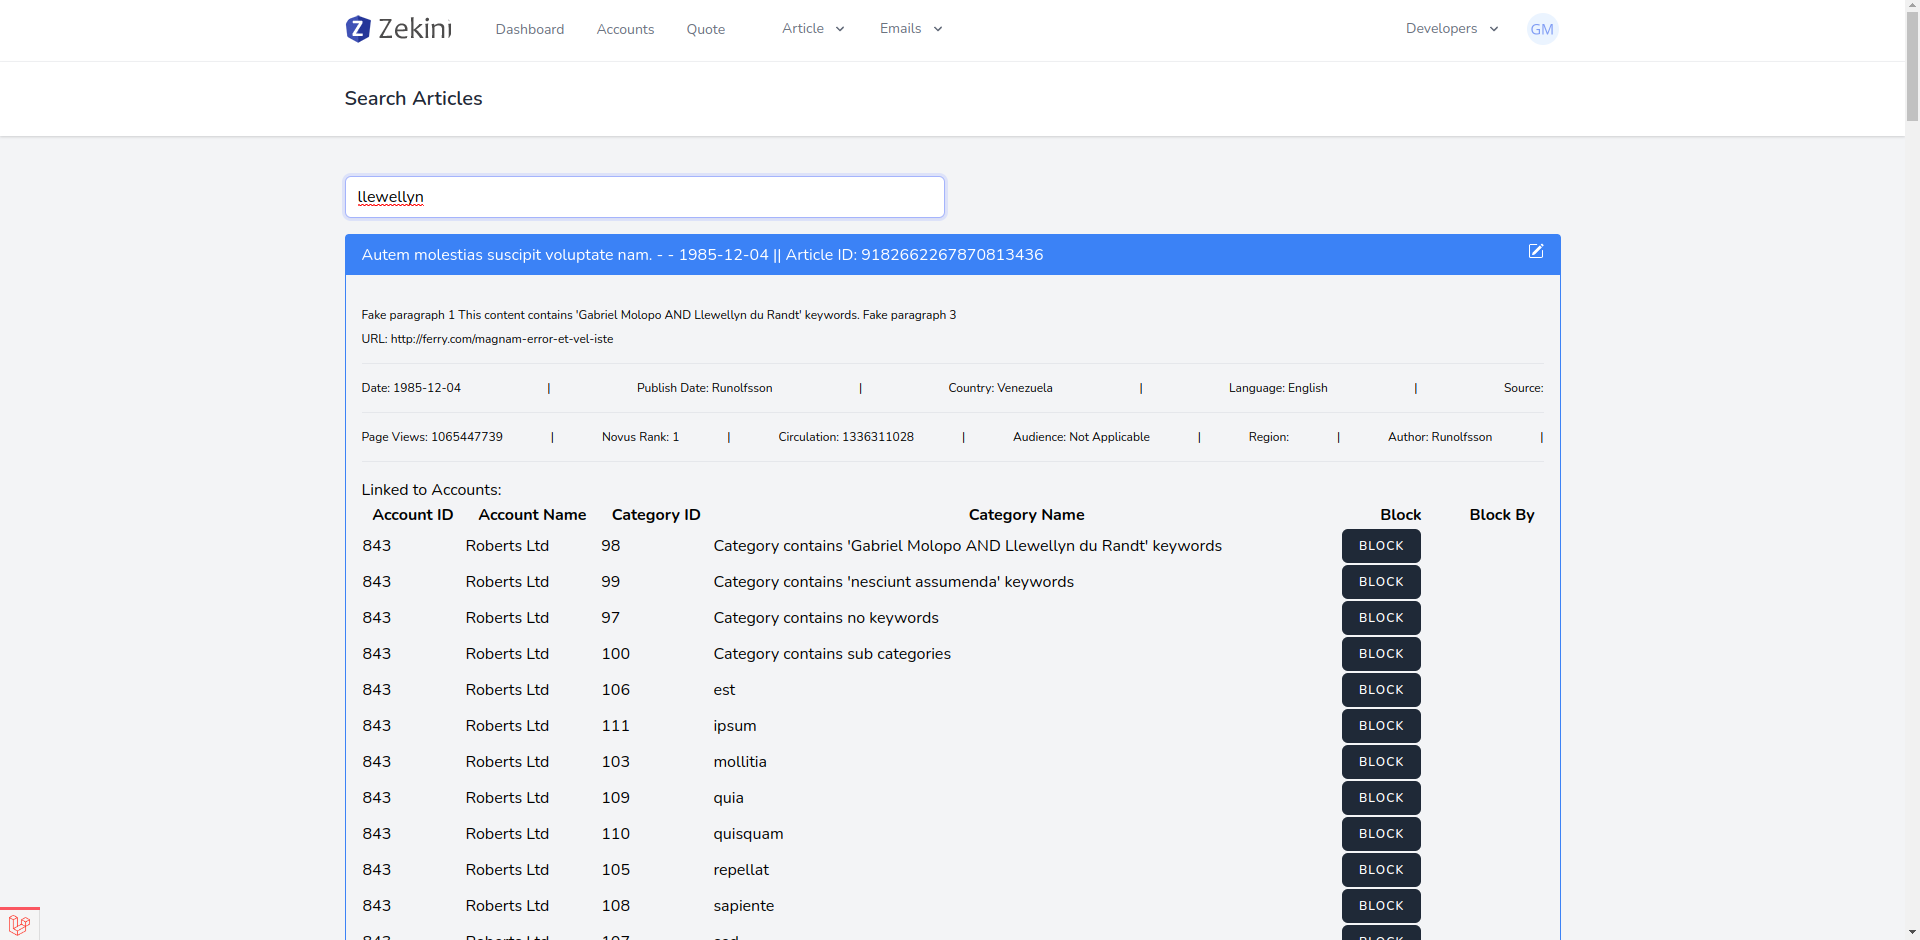 Zekini Dashboard Accounts Quote Article Emails Developers GM
Search Articles
llewellyn
Autem molestias suscipit voluptate nam. - - 1985-12-04 || Article ID: 9182662267870813436
Fake paragraph 1 This content contains 'Gabriel Molopo AND Llewellyn du Randt' keywords. Fake paragraph 3
URL: http://ferry.com/magnam-error-et-vel-iste
Date: 1985-12-04 | Publish Date: Runolfsson | Country: Venezuela | Language: English | Source:
Page Views: 1065447739 | Novus Rank: 1 | Circulation: 1336311028 | Audience: Not Applicable | Region: | Author: Runolfsson |
Linked to Accounts:
Account ID Account Name Category ID Category Name Block Block By
843 Roberts Ltd 98 Category contains 'Gabriel Molopo AND Llewellyn du Randt' keywords BLOCK
843 Roberts Ltd 99 Category contains 'nesciunt assumenda' keywords BLOCK
843 Roberts Ltd 97 Category contains no keywords BLOCK
843 Roberts Ltd 100 Category contains sub categories BLOCK
843 Roberts Ltd 106 est BLOCK
843 Roberts Ltd 111 ipsum BLOCK
843 Roberts Ltd 103 mollitia BLOCK
843 Roberts Ltd 109 quia BLOCK
843 Roberts Ltd 110 quisquam BLOCK
843 Roberts Ltd 105 repellat BLOCK
843 Roberts Ltd 108 sapiente BLOCK
843 Roberts Ltd 107 sed BLOCK